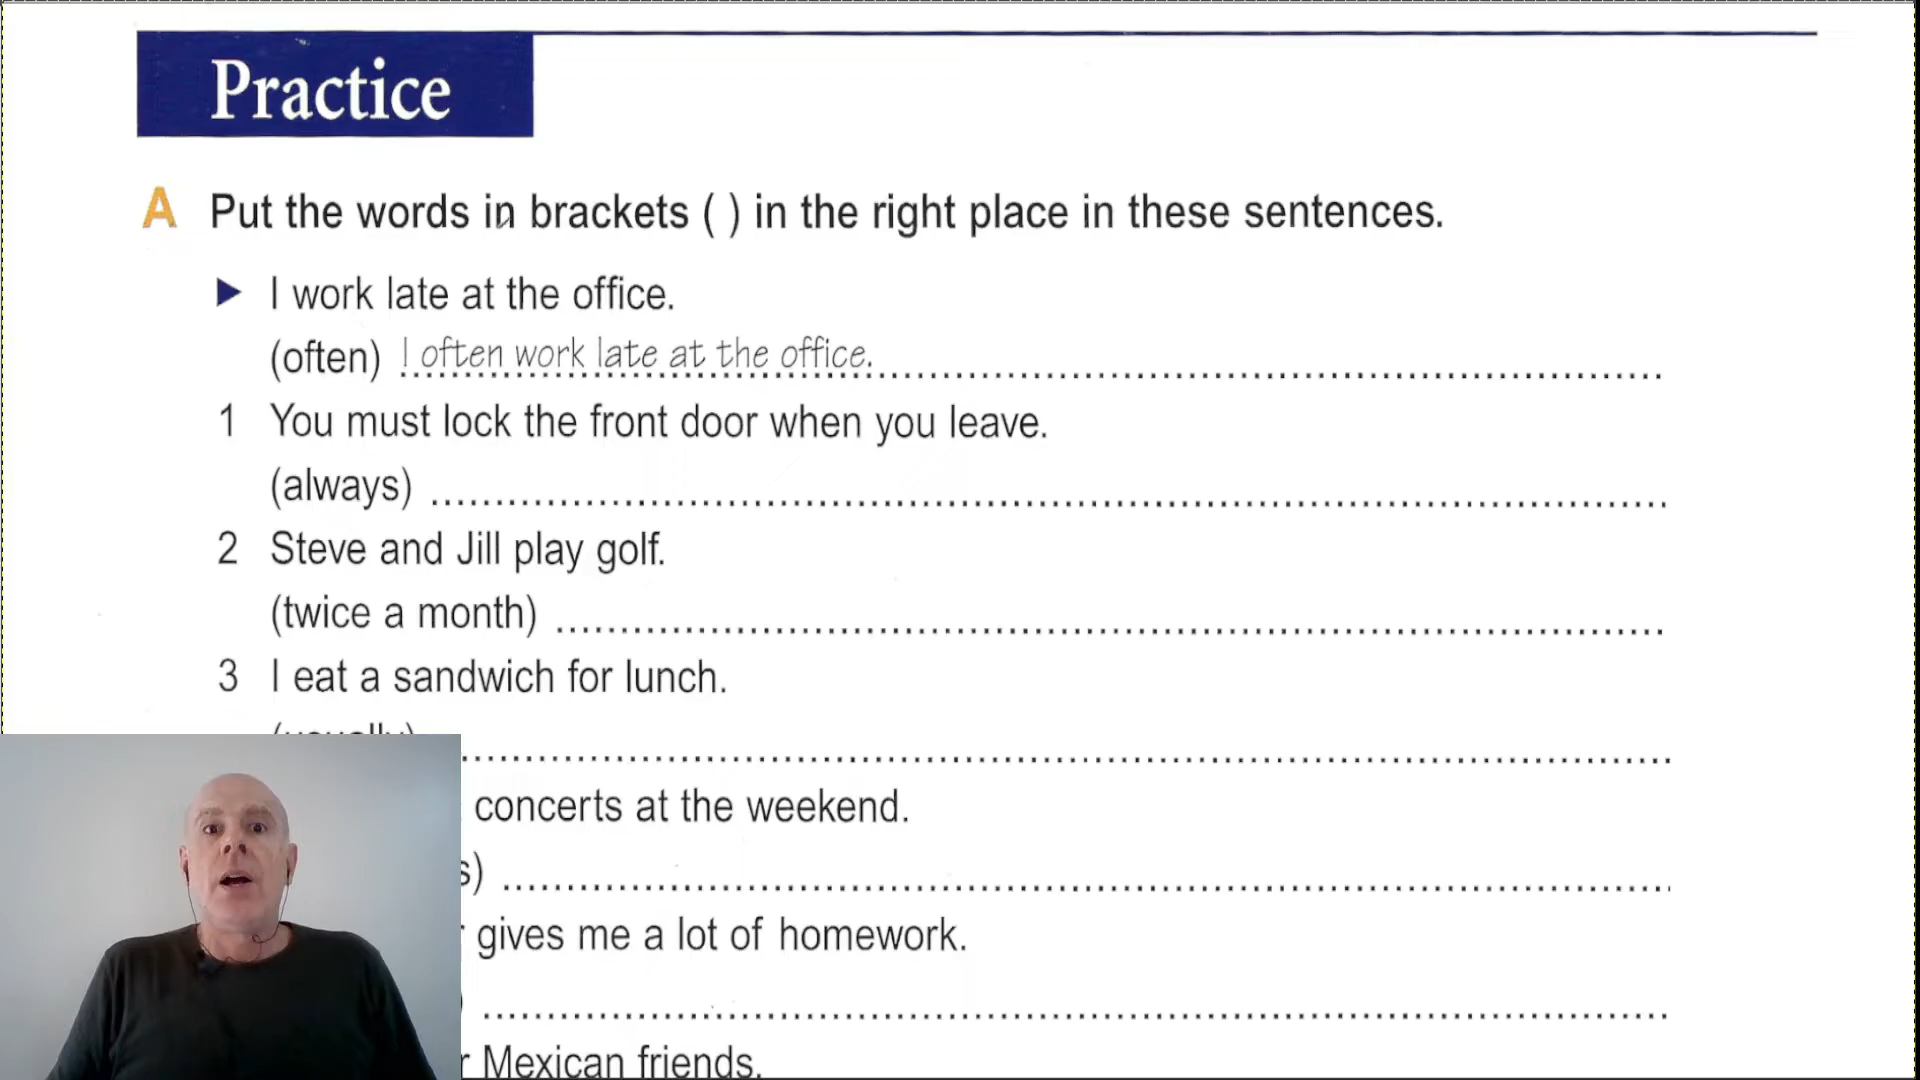 Practice
A Put the words in brackets ( ) in the right place in these sentences.
► I work late at the office.
(often) I often work late at the office.
1 You must lock the front door when you leave.
(always)
2 Steve and Jill play golf.
(twice a month)
3 I eat a sandwich for lunch.
(usually)
concerts at the weekend.
s)
gives me a lot of homework.
Mexican friends.